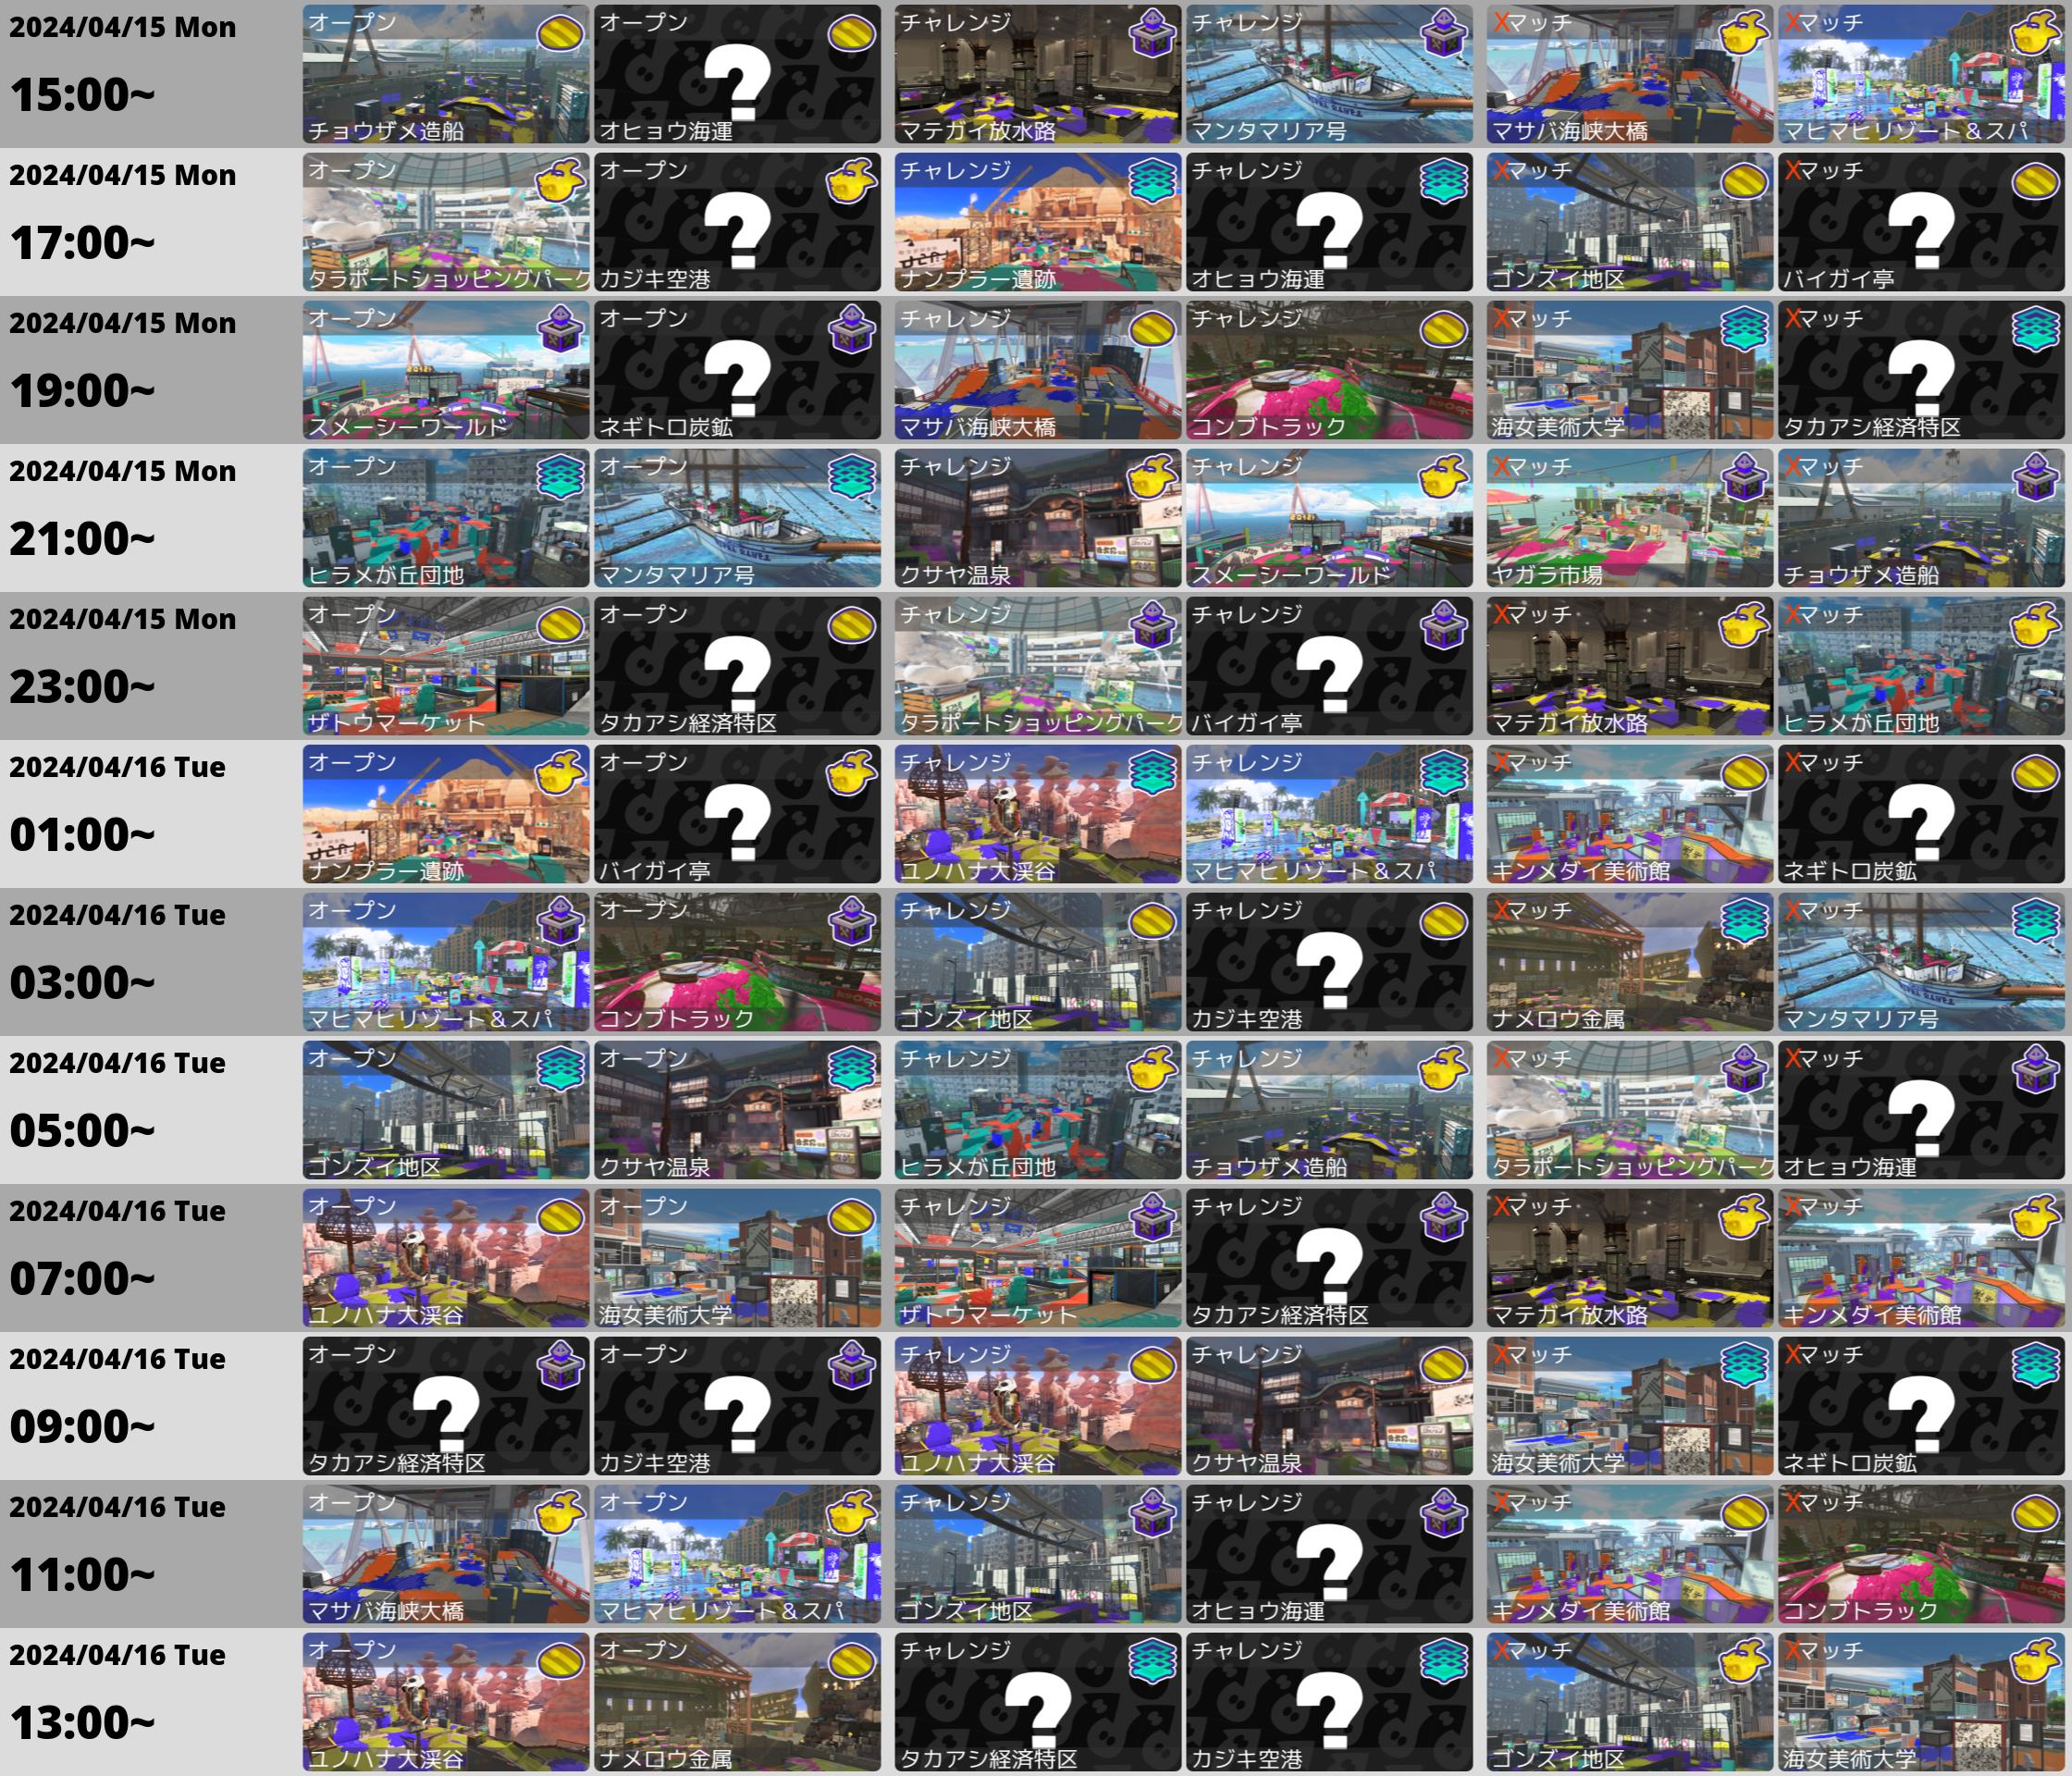 2024/04/15 Mon
15:00~
オープン
チョウザメ造船
オープン
オヒョウ海運
チャレンジ
マテガイ放水路
チャレンジ
マンタマリア号
Xマッチ
マサバ海峡大橋
Xマッチ
マヒマヒリゾート&スパ
2024/04/15 Mon
17:00~
オープン
タラポートショッピングパーク
オープン
カジキ空港
チャレンジ
ナンプラー遺跡
チャレンジ
オヒョウ海運
Xマッチ
ゴンズイ地区
Xマッチ
バイガイ亭
2024/04/15 Mon
19:00~
オープン
スメーシーワールド
オープン
ネギトロ炭鉱
チャレンジ
マサバ海峡大橋
チャレンジ
コンブトラック
Xマッチ
海女美術大学
Xマッチ
タカアシ経済特区
2024/04/15 Mon
21:00~
オープン
ヒラメが丘団地
オープン
マンタマリア号
チャレンジ
クサヤ温泉
チャレンジ
スメーシーワールド
Xマッチ
ヤガラ市場
Xマッチ
チョウザメ造船
2024/04/15 Mon
23:00~
オープン
ザトウマーケット
オープン
タカアシ経済特区
チャレンジ
タラポートショッピングパーク
チャレンジ
バイガイ亭
Xマッチ
マテガイ放水路
Xマッチ
ヒラメが丘団地
2024/04/16 Tue
01:00~
オープン
ナンプラー遺跡
オープン
バイガイ亭
チャレンジ
ユノハナ大渓谷
チャレンジ
マヒマヒリゾート&スパ
Xマッチ
キンメダイ美術館
Xマッチ
ネギトロ炭鉱
2024/04/16 Tue
03:00~
オープン
マヒマヒリゾート&スパ
オープン
コンブトラック
チャレンジ
ゴンズイ地区
チャレンジ
カジキ空港
Xマッチ
ナメロウ金属
Xマッチ
マンタマリア号
2024/04/16 Tue
05:00~
オープン
ゴンズイ地区
オープン
クサヤ温泉
チャレンジ
ヒラメが丘団地
チャレンジ
チョウザメ造船
Xマッチ
タラポートショッピングパーク
Xマッチ
オヒョウ海運
2024/04/16 Tue
07:00~
オープン
ユノハナ大渓谷
オープン
海女美術大学
チャレンジ
ザトウマーケット
チャレンジ
タカアシ経済特区
Xマッチ
マテガイ放水路
Xマッチ
キンメダイ美術館
2024/04/16 Tue
09:00~
オープン
タカアシ経済特区
オープン
カジキ空港
チャレンジ
ユノハナ大渓谷
チャレンジ
クサヤ温泉
Xマッチ
海女美術大学
Xマッチ
ネギトロ炭鉱
2024/04/16 Tue
11:00~
オープン
マサバ海峡大橋
オープン
マヒマヒリゾート&スパ
チャレンジ
ゴンズイ地区
チャレンジ
オヒョウ海運
Xマッチ
キンメダイ美術館
Xマッチ
コンブトラック
2024/04/16 Tue
13:00~
オープン
ユノハナ大渓谷
オープン
ナメロウ金属
チャレンジ
タカアシ経済特区
チャレンジ
カジキ空港
Xマッチ
ゴンズイ地区
Xマッチ
海女美術大学